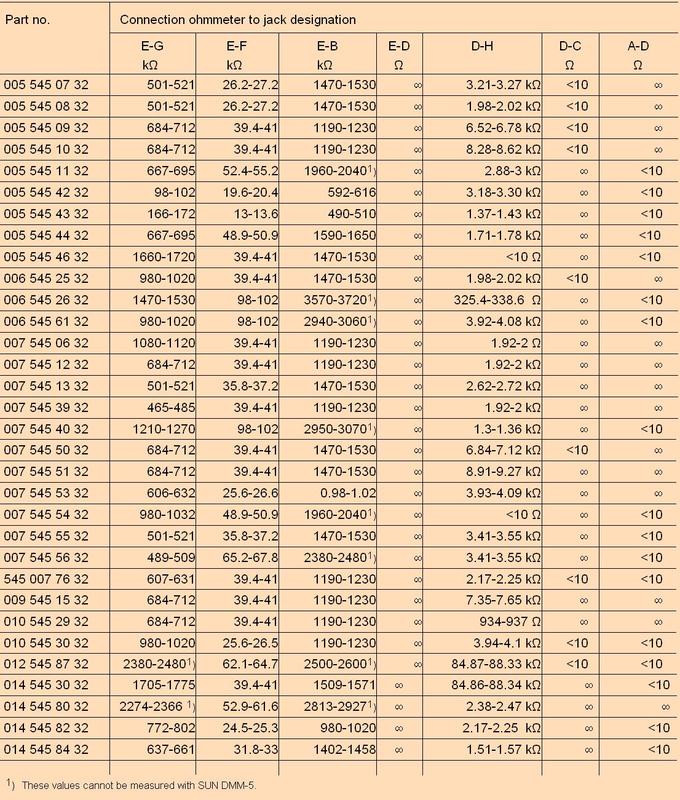 Part no. Connection ohmmeter to jack designation
E-G E-F E-B E-D D-H D-C A-D
kΩ kΩ kΩ Ω Ω Ω
005 545 07 32 501-521 26.2-27.2 1470-1530 ∞ 3.21-3.27 kΩ <10 ∞
005 545 08 32 501-521 26.2-27.2 1470-1530 ∞ 1.98-2.02 kΩ <10 ∞
005 545 09 32 684-712 39.4-41 1190-1230 ∞ 6.52-6.78 kΩ <10 ∞
005 545 10 32 684-712 39.4-41 1190-1230 ∞ 8.28-8.62 kΩ <10 ∞
005 545 11 32 667-695 52.4-55.2 1960-2040¹) ∞ 2.88-3 kΩ ∞ <10
005 545 42 32 98-102 19.6-20.4 592-616 ∞ 3.18-3.30 kΩ ∞ <10
005 545 43 32 166-172 13-13.6 490-510 ∞ 1.37-1.43 kΩ ∞ <10
005 545 44 32 667-695 48.9-50.9 1590-1650 ∞ 1.71-1.78 kΩ ∞ <10
005 545 46 32 1660-1720 39.4-41 1470-1530 ∞ <10 Ω ∞ <10
006 545 25 32 980-1020 39.4-41 1470-1530 ∞ 1.98-2.02 kΩ <10 ∞
006 545 26 32 1470-1530 98-102 3570-3720¹) ∞ 325.4-338.6 Ω ∞ <10
006 545 61 32 980-1020 98-102 2940-3060¹) ∞ 3.92-4.08 kΩ ∞ <10
007 545 06 32 1080-1120 39.4-41 1190-1230 ∞ 1.92-2 Ω ∞ ∞
007 545 12 32 684-712 39.4-41 1190-1230 ∞ 1.92-2 kΩ ∞ ∞
007 545 13 32 501-521 35.8-37.2 1470-1530 ∞ 2.62-2.72 kΩ ∞ ∞
007 545 39 32 465-485 39.4-41 1190-1230 ∞ 1.92-2 kΩ ∞ ∞
007 545 40 32 1210-1270 98-102 2950-3070¹) ∞ 1.3-1.36 kΩ ∞ <10
007 545 50 32 684-712 39.4-41 1470-1530 ∞ 6.84-7.12 kΩ <10 ∞
007 545 51 32 684-712 39.4-41 1470-1530 ∞ 8.91-9.27 kΩ ∞ ∞
007 545 53 32 606-632 25.6-26.6 0.98-1.02 ∞ 3.93-4.09 kΩ ∞ ∞
007 545 54 32 980-1032 48.9-50.9 1960-2040¹) ∞ <10 Ω ∞ <10
007 545 55 32 501-521 35.8-37.2 1470-1530 ∞ 3.41-3.55 kΩ ∞ <10
007 545 56 32 489-509 65.2-67.8 2380-2480¹) ∞ 3.41-3.55 kΩ ∞ <10
545 007 76 32 607-631 39.4-41 1190-1230 ∞ 2.17-2.25 kΩ <10 <10
009 545 15 32 684-712 39.4-41 1190-1230 ∞ 7.35-7.65 kΩ ∞ ∞
010 545 29 32 684-712 39.4-41 1190-1230 ∞ 934-937 Ω ∞ ∞
010 545 30 32 980-1020 25.6-26.5 1190-1230 ∞ 3.94-4.1 kΩ <10 <10
012 545 87 32 2380-2480¹) 62.1-64.7 2500-2600¹) ∞ 84.87-88.33 kΩ <10 <10
014 545 30 32 1705-1775 39.4-41 1509-1571 ∞ 84.86-88.34 kΩ ∞ <10
014 545 80 32 2274-2366 ¹) 52.9-61.6 2813-2927¹) ∞ 2.38-2.47 kΩ ∞ ∞
014 545 82 32 772-802 24.5-25.3 980-1020 ∞ 2.17-2.25 kΩ ∞ <10
014 545 84 32 637-661 31.8-33 1402-1458 ∞ 1.51-1.57 kΩ ∞ <10
¹) These values cannot be measured with SUN DMM-5.